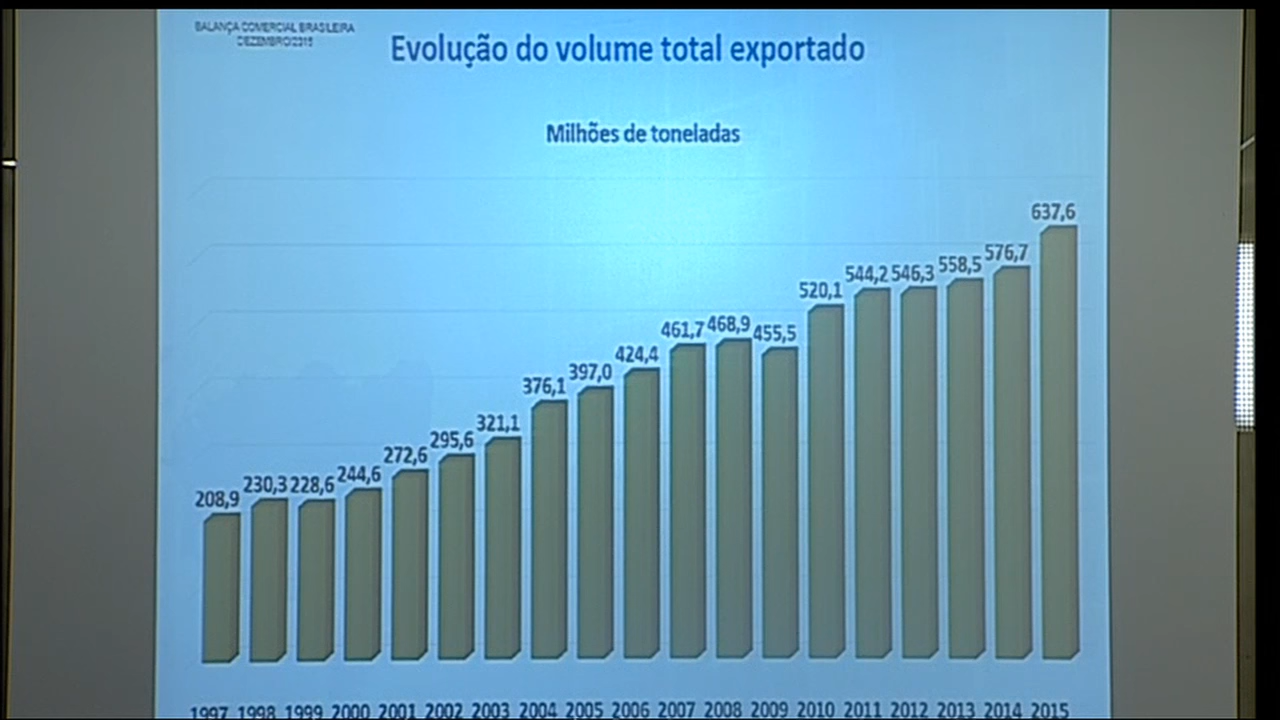 BALANÇA COMERCIAL BRASILEIRA
DEZEMBRO/2015
Evolução do volume total exportado
Milhões de toneladas
208,9 230,3 228,6 244,6 272,6 295,6 321,1 376,1 397,0 424,4 461,7 468,9 455,5 520,1 544,2 546,3 558,5 576,7 637,6
1997 1998 1999 2000 2001 2002 2003 2004 2005 2006 2007 2008 2009 2010 2011 2012 2013 2014 2015